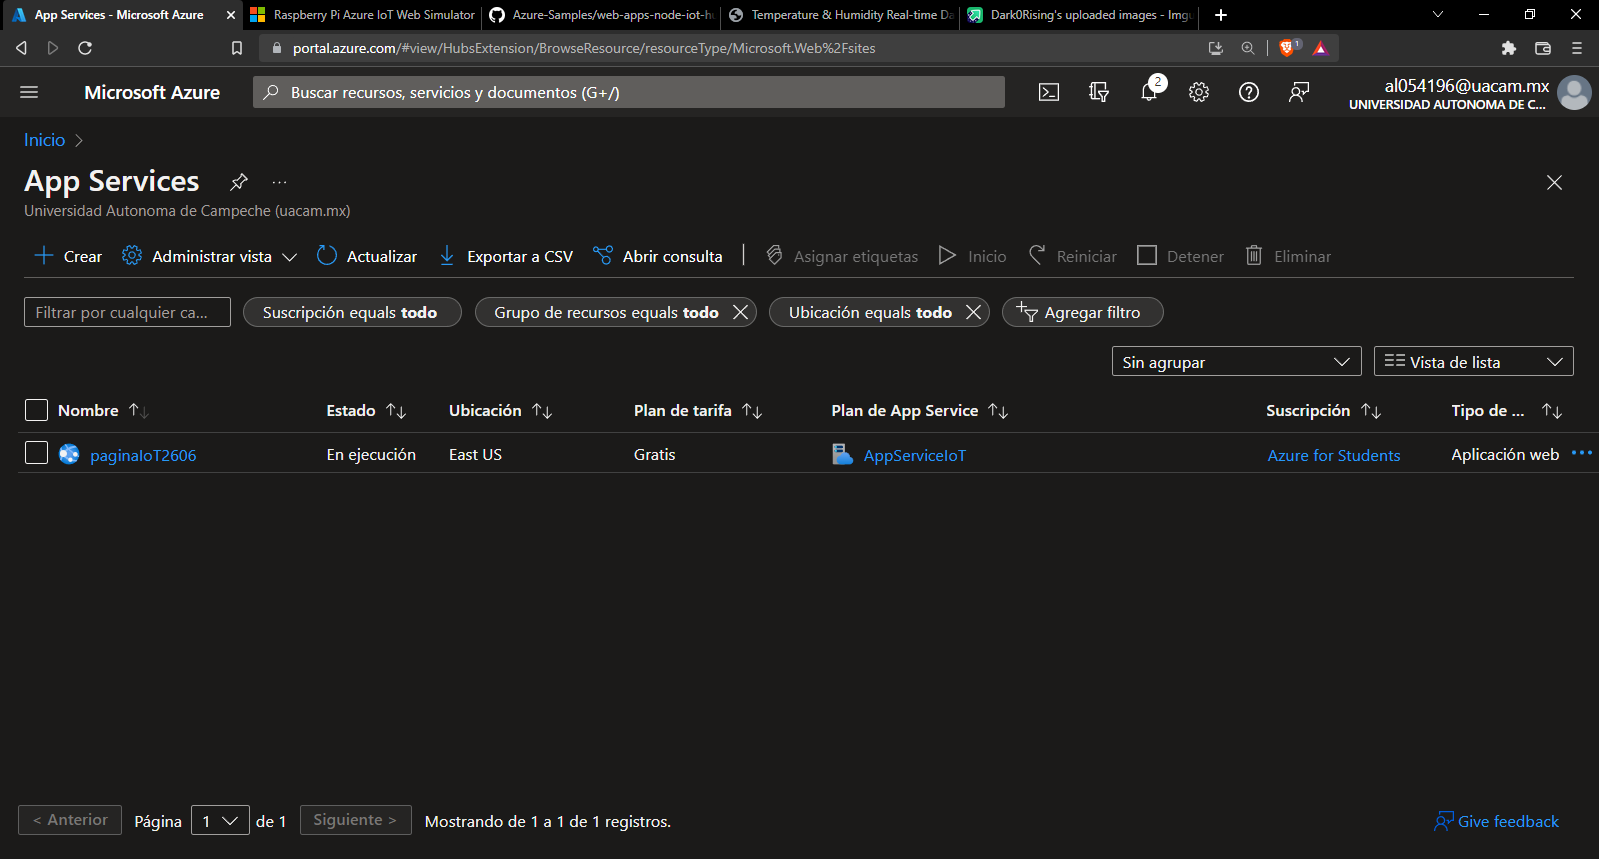 App Services - Microsoft Azure
Raspberry Pi Azure IoT Web Simulator
Azure-Samples/web-apps-node-iot-hu
Temperature & Humidity Real-time Da
Dark0Rising's uploaded images - Imgu
portal.azure.com/#view/HubsExtension/BrowseResource/resourceType/Microsoft.Web%2Fsites
1
Microsoft Azure
Buscar recursos, servicios y documentos (G+/)
2
al054196@uacam.mx
UNIVERSIDAD AUTONOMA DE C...
Inicio
App Services
...
Universidad Autonoma de Campeche (uacam.mx)
Crear
Administrar vista
Actualizar
Exportar a CSV
Abrir consulta
Asignar etiquetas
Inicio
Reiniciar
Detener
Eliminar
Filtrar por cualquier ca...
Suscripción equals todo
Grupo de recursos equals todo
Ubicación equals todo
Agregar filtro
Sin agrupar
Vista de lista
Nombre
Estado
Ubicación
Plan de tarifa
Plan de App Service
Suscripción
Tipo de ...
paginaIoT2606
En ejecución
East US
Gratis
AppServiceIoT
Azure for Students
Aplicación web
...
< Anterior
Página
1
de 1
Siguiente >
Mostrando de 1 a 1 de 1 registros.
Give feedback